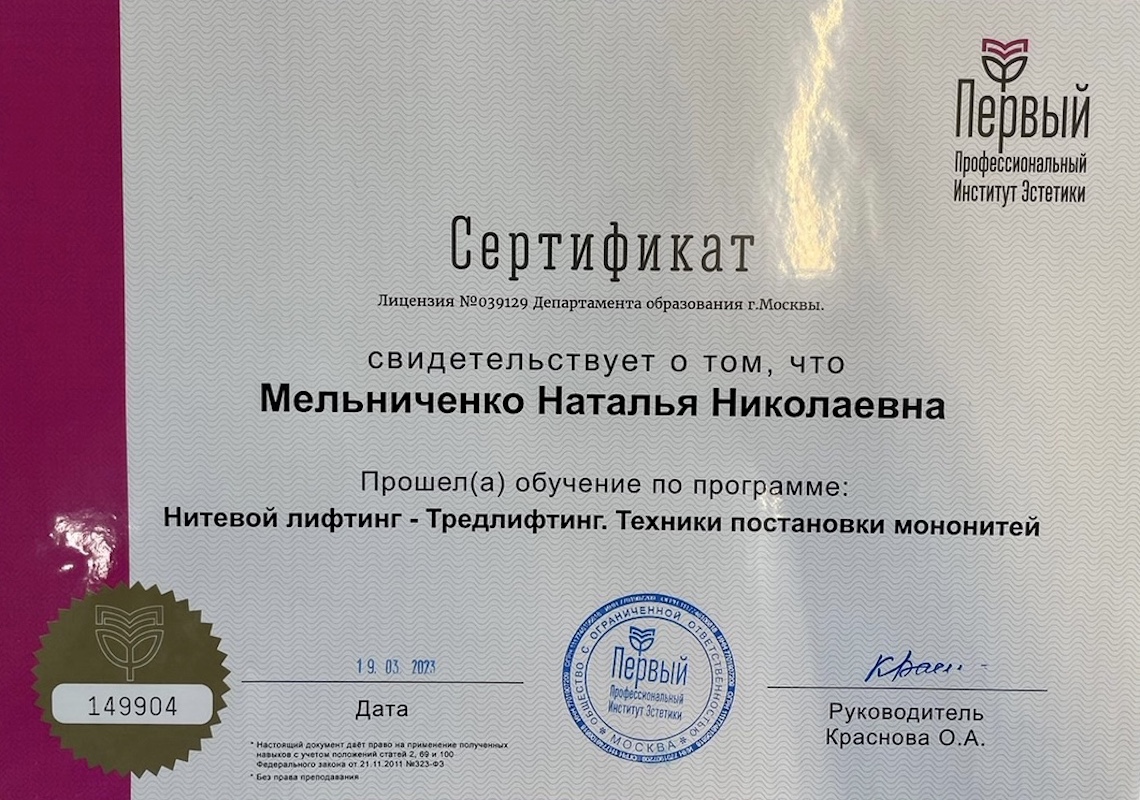 Первый
Профессиональный
Институт Эстетики
Сертификат
Лицензия №039129 Департамента образования г.Москвы.
свидетельствует о том, что
Мельниченко Наталья Николаевна
Прошел(а) обучение по программе:
Нитевой лифтинг - Тредлифтинг. Техники постановки мононитей
149904
19. 03. 2023
Дата
* Настоящий документ даёт право на применение полученных
навыков с учетом положений статей 2, 69 и 100
Федерального закона от 21.11.2011 №323-ФЗ
* Без права преподавания
ОБЩЕСТВО С ОГРАНИЧЕННОЙ ОТВЕТСТВЕННОСТЬЮ
* МОСКВА *
Первый
Профессиональный
Институт Эстетики
Руководитель
Краснова О.А.